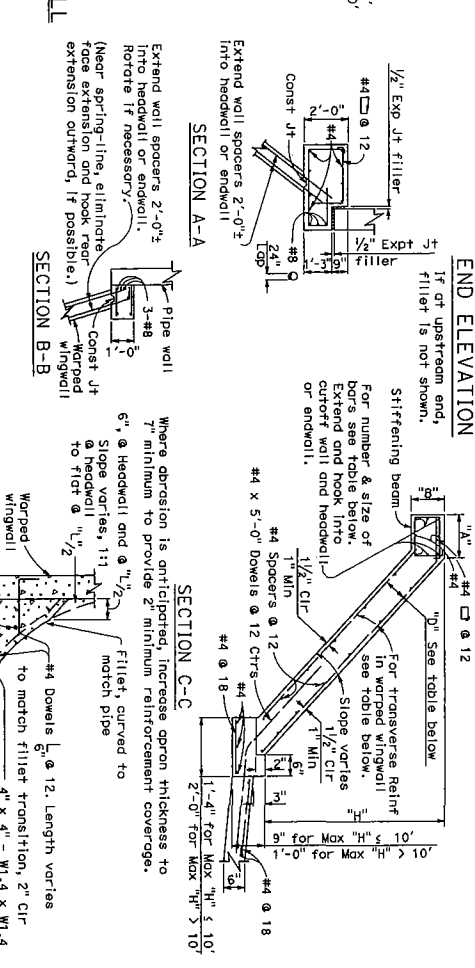 LL
END ELEVATION
If at upstream end,
fillet is not shown.
1/2" Exp Jt filler
#4 @ 12
2'-0"
#4
Const Jt
Extend wall spacers 2'-0"±
into headwall or endwall
#8
1/2" Expt Jt
filler
1'-3"
9"
24"
Lap
SECTION A-A
Extend wall spacers 2'-0"±
into headwall or endwall.
Rotate if necessary.
(Near spring-line, eliminate
face extension and hook rear
extension outward, if possible.)
Pipe wall
3-#8
1'-0"
Const Jt
Warped
wingwall
SECTION B-B
Stiffening beam
"A"
"B"
#4 @ 12
#4
For number & size of
bars see table below.
Extend and hook into
cutoff wall and headwall
or endwall.
"D" See table below
For transverse Reinf
in warped wingwall
see table below.
1 1/2" Clr
1" Min
#4 Spacers @ 12
#4 x 5'-0" Dowels @ 12 Ctrs
Slope varies
1 1/2" Clr
1" Min
"H"
2"
6"
3"
#4 @ 18
#4 @ 18
6"
9" for Max "H" ≤ 10'
1'-0" for Max "H" > 10'
1'-4" for Max "H" ≤ 10'
2'-0" for Max "H" > 10'
SECTION C-C
Where abrasion is anticipated, increase apron thickness to
7" minimum to provide 2" minimum reinforcement coverage.
6", @ Headwall and @ "L/2"
Slope varies, 1:1
@ headwall
to flat @ "L/2"
Fillet, curved to
match pipe
Warped
wingwall
#4 Dowels @ 12. Length varies
6"
to match fillet transition, 2" Clr
4" x 4" - W1.4 x W1.4